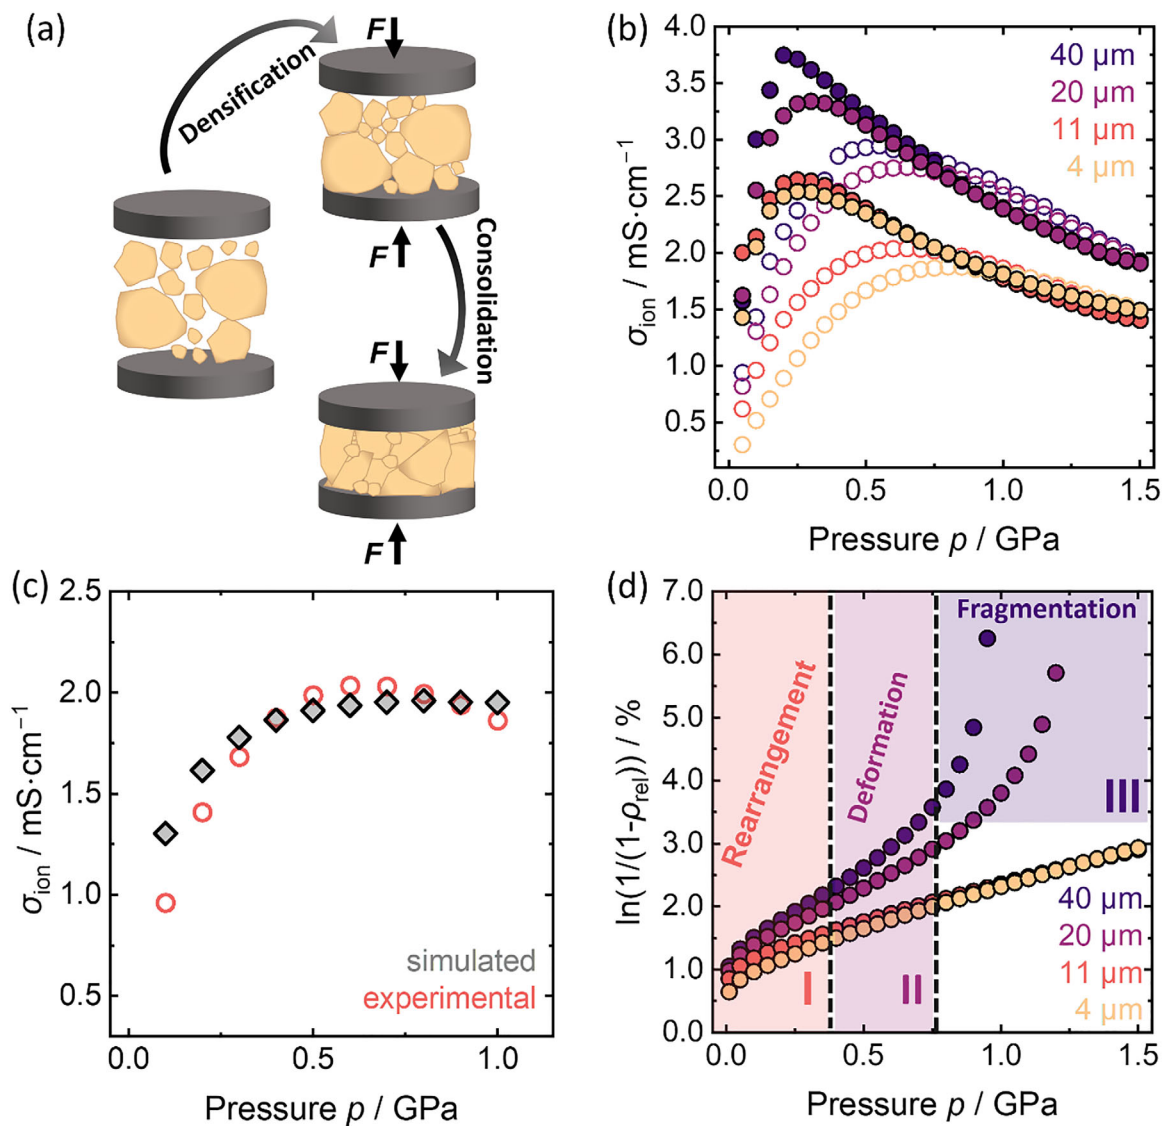 (a)
F
Densification
F
Consolidation
F
F
(b)
4.0
3.5
3.0
2.5
2.0
1.5
1.0
0.5
σion / mS·cm⁻¹
40 µm
20 µm
11 µm
4 µm
0.0 0.5 1.0 1.5
Pressure p / GPa
(c)
2.5
2.0
1.5
1.0
0.5
σion / mS·cm⁻¹
simulated
experimental
0.0 0.5 1.0
Pressure p / GPa
(d)
7.0
6.0
5.0
4.0
3.0
2.0
1.0
0.0
ln(1/(1-ρrel)) / %
Rearrangement
Deformation
Fragmentation
I
II
III
40 µm
20 µm
11 µm
4 µm
0.0 0.5 1.0 1.5
Pressure p / GPa